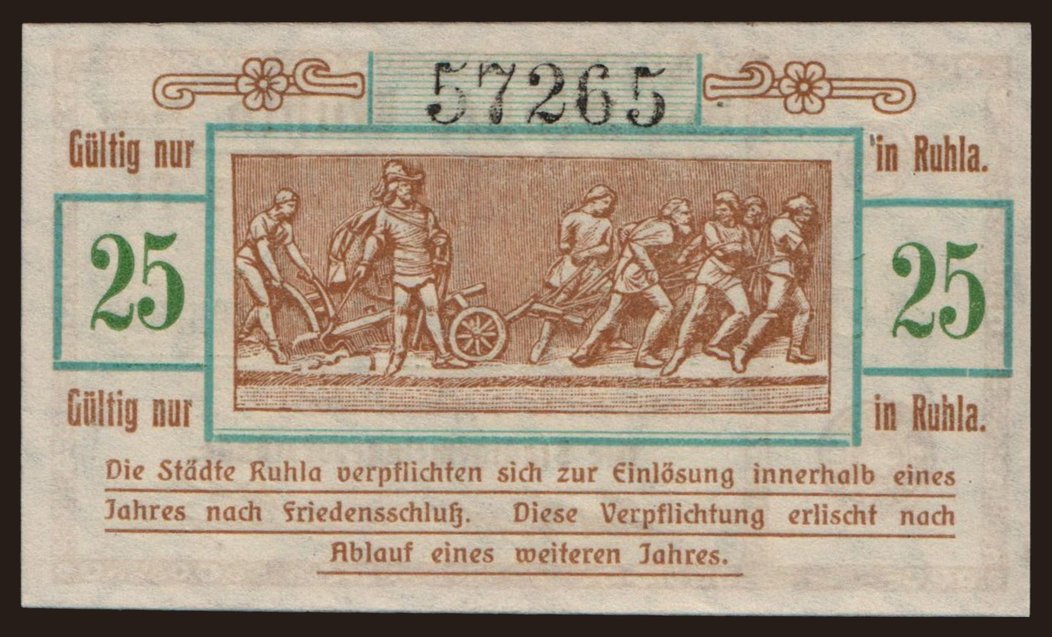 57265
Gültig nur
in Ruhla.
25
25
Gültig nur
in Ruhla.
Die Städte Ruhla verpflichten sich zur Einlösung innerhalb eines
Jahres nach Friedensschluß. Diese Verpflichtung erlischt nach
Ablauf eines weiteren Jahres.